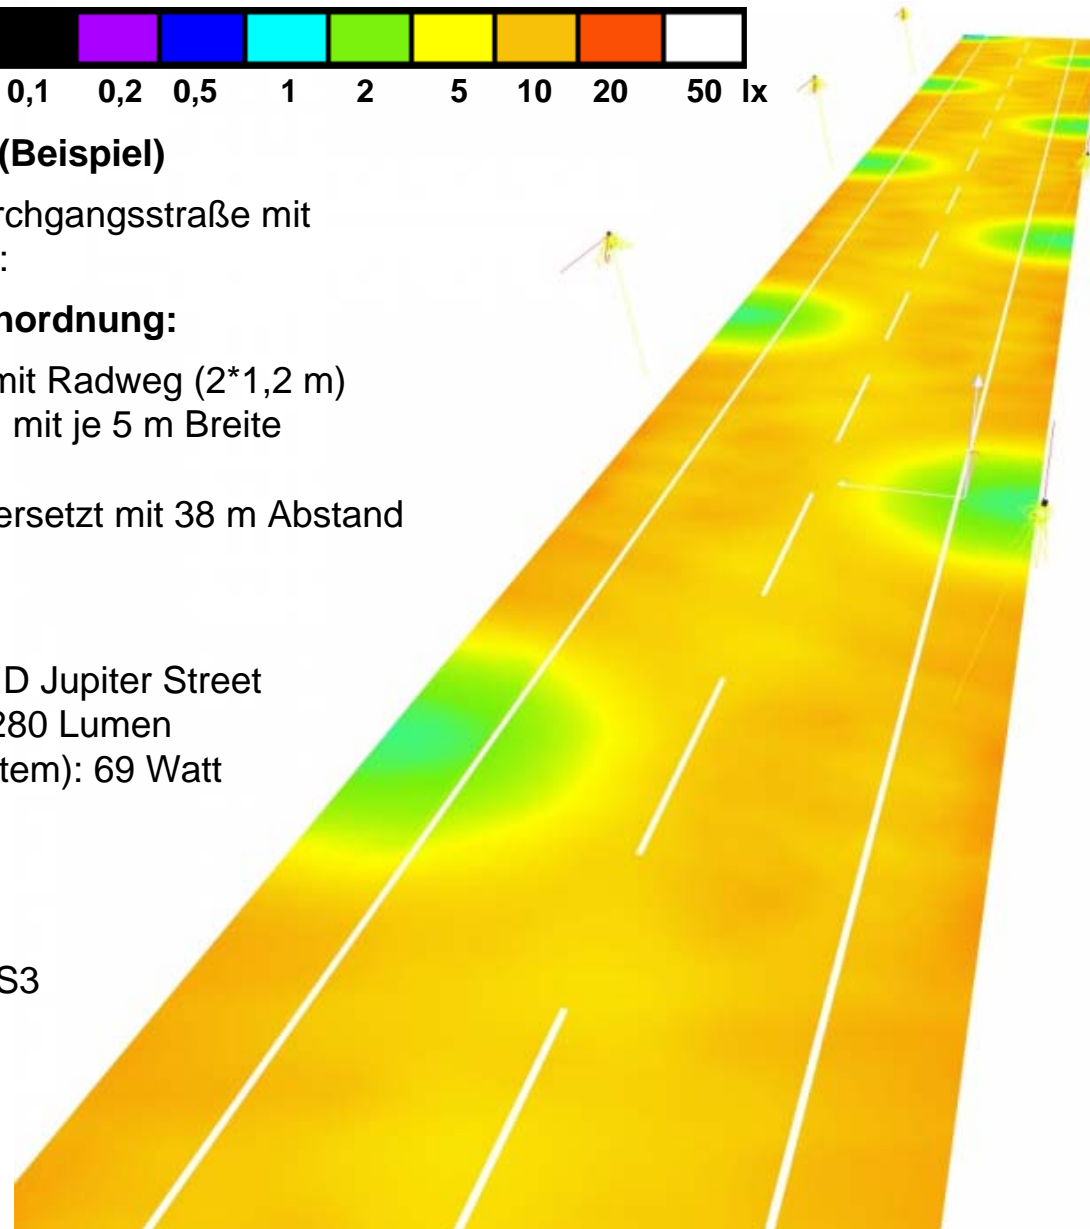 0,1 0,2 0,5 1 2 5 10 20 50 lx
(Beispiel)
rchgangsstraße mit
:
nordnung:
mit Radweg (2*1,2 m)
mit je 5 m Breite
ersetzt mit 38 m Abstand
D Jupiter Street
280 Lumen
tem): 69 Watt
S3